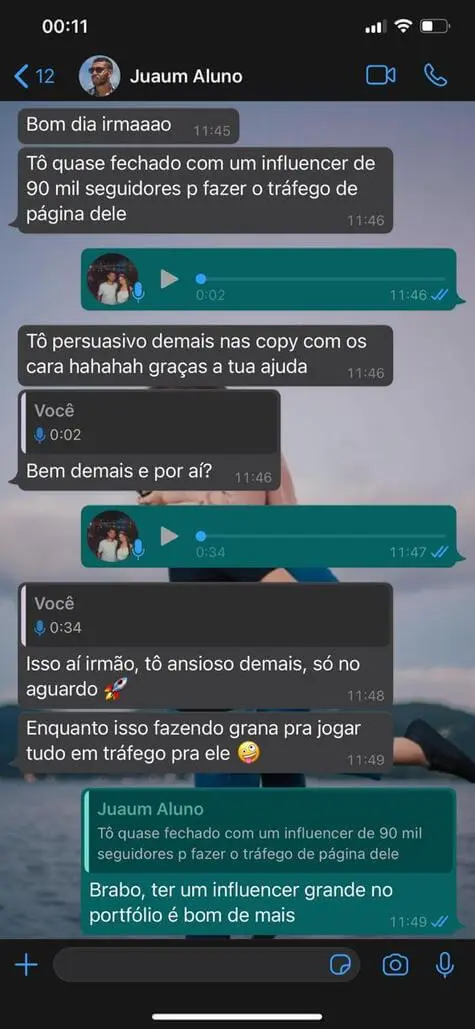 00:11
12
Juaum Aluno
Bom dia irmaaao
11:45
Tô quase fechado com um influencer de
90 mil seguidores p fazer o tráfego de
página dele
11:46
0:02
11:46
Tô persuasivo demais nas copy com os
cara hahahah graças a tua ajuda
11:46
Você
0:02
Bem demais e por aí?
11:46
0:34
11:47
Você
0:34
Isso aí irmão, tô ansioso demais, só no
aguardo 🚀
11:48
Enquanto isso fazendo grana pra jogar
tudo em tráfego pra ele 🤪
11:49
Juaum Aluno
Tô quase fechado com um influencer de 90 mil
seguidores p fazer o tráfego de página dele
Brabo, ter um influencer grande no
portfólio é bom de mais
11:49